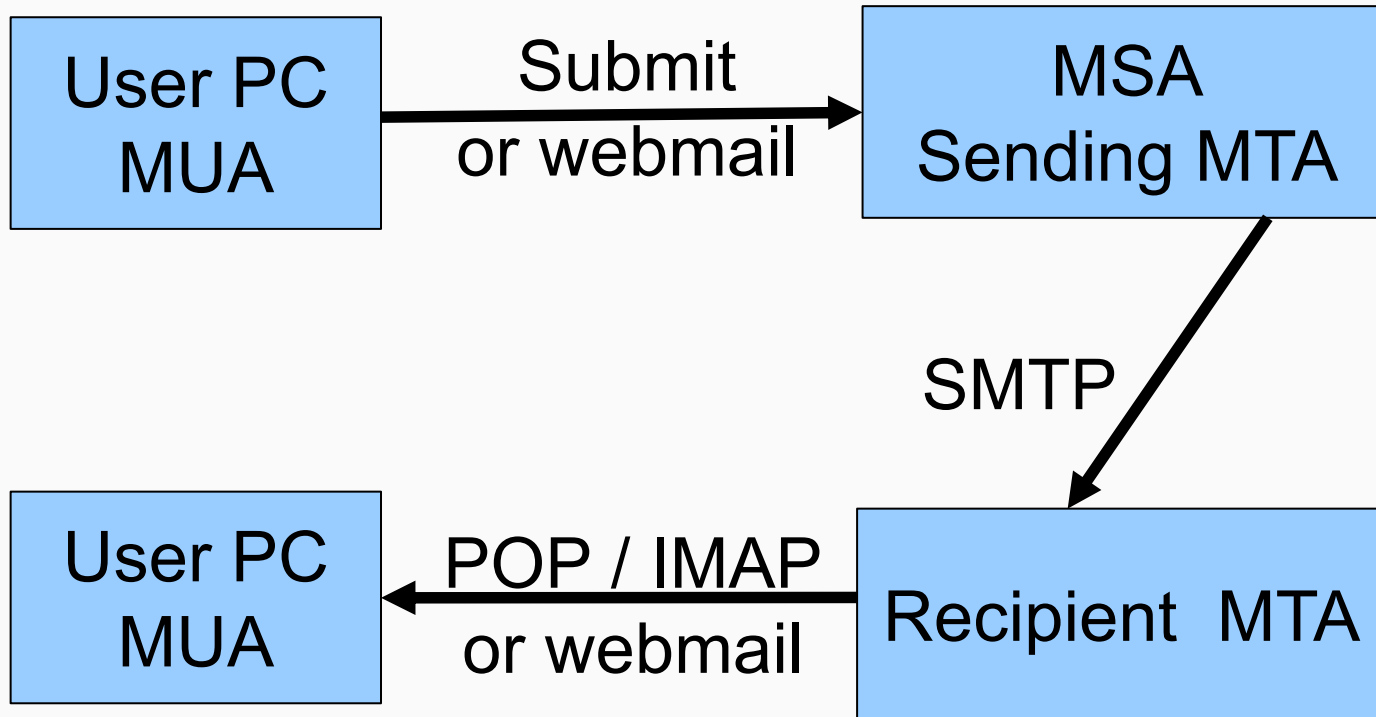 User PC
MUA
Submit
or webmail
MSA
Sending MTA
SMTP
User PC
MUA
POP / IMAP
or webmail
Recipient MTA